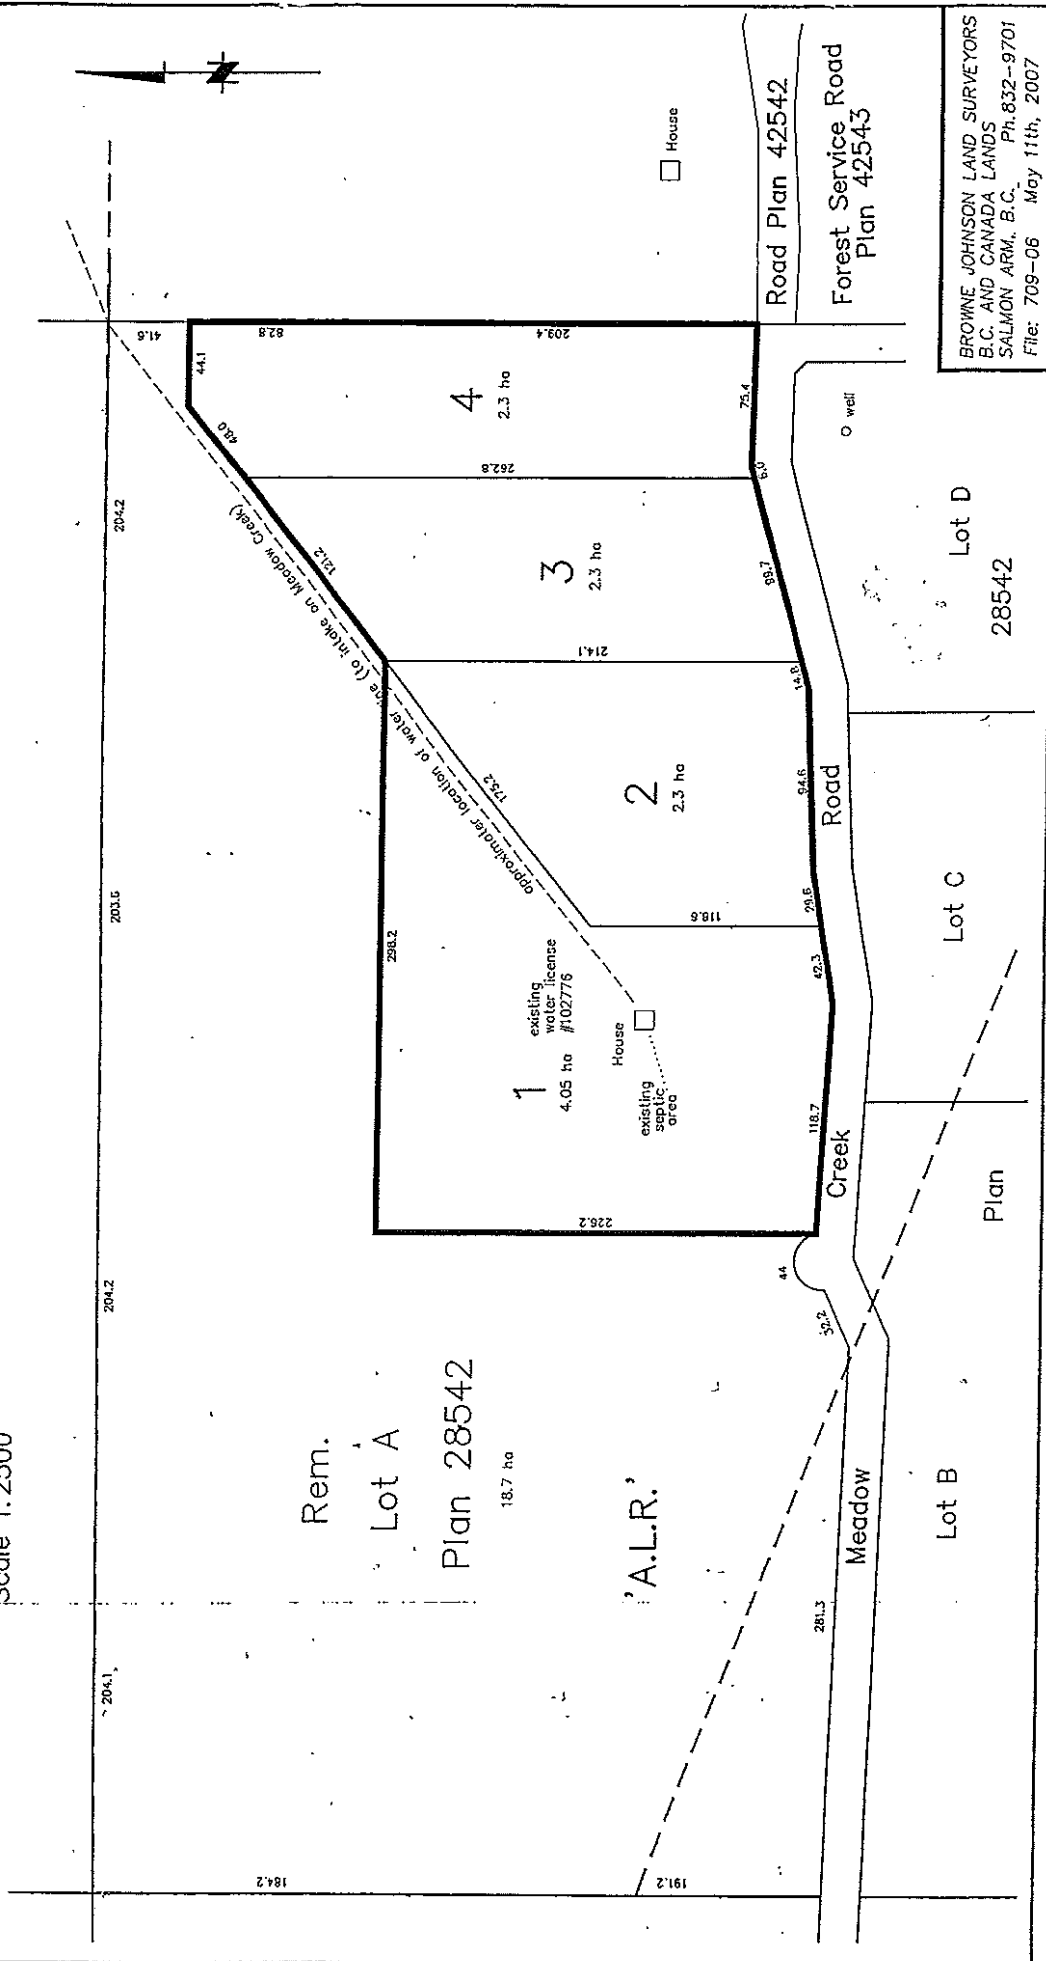 Scale 1:2500
204.1
204.2
203.6
204.2
41.6
184.2
191.2
Rem.
Lot A
Plan 28542
18.7 ha
'A.L.R.'
281.3
32.2
44
226.2
298.2
1
4.05 ha
existing
water license
#102776
House
existing
septic
area
118.7
42.3
approximater location of water line (to intake on Meadow Creek)
175.2
118.6
2
2.3 ha
29.6
94.6
14.8
121.2
214.1
3
2.3 ha
89.7
6.0
48.0
44.1
262.8
4
2.3 ha
82.8
209.4
75.4
House
Road Plan 42542
Forest Service Road
Plan 42543
Meadow
Creek
Road
well
Lot B
Plan
Lot C
Lot D
28542
BROWNE JOHNSON LAND SURVEYORS
B.C. AND CANADA LANDS
SALMON ARM, B.C. Ph.832-9701
File: 709-06 May 11th, 2007